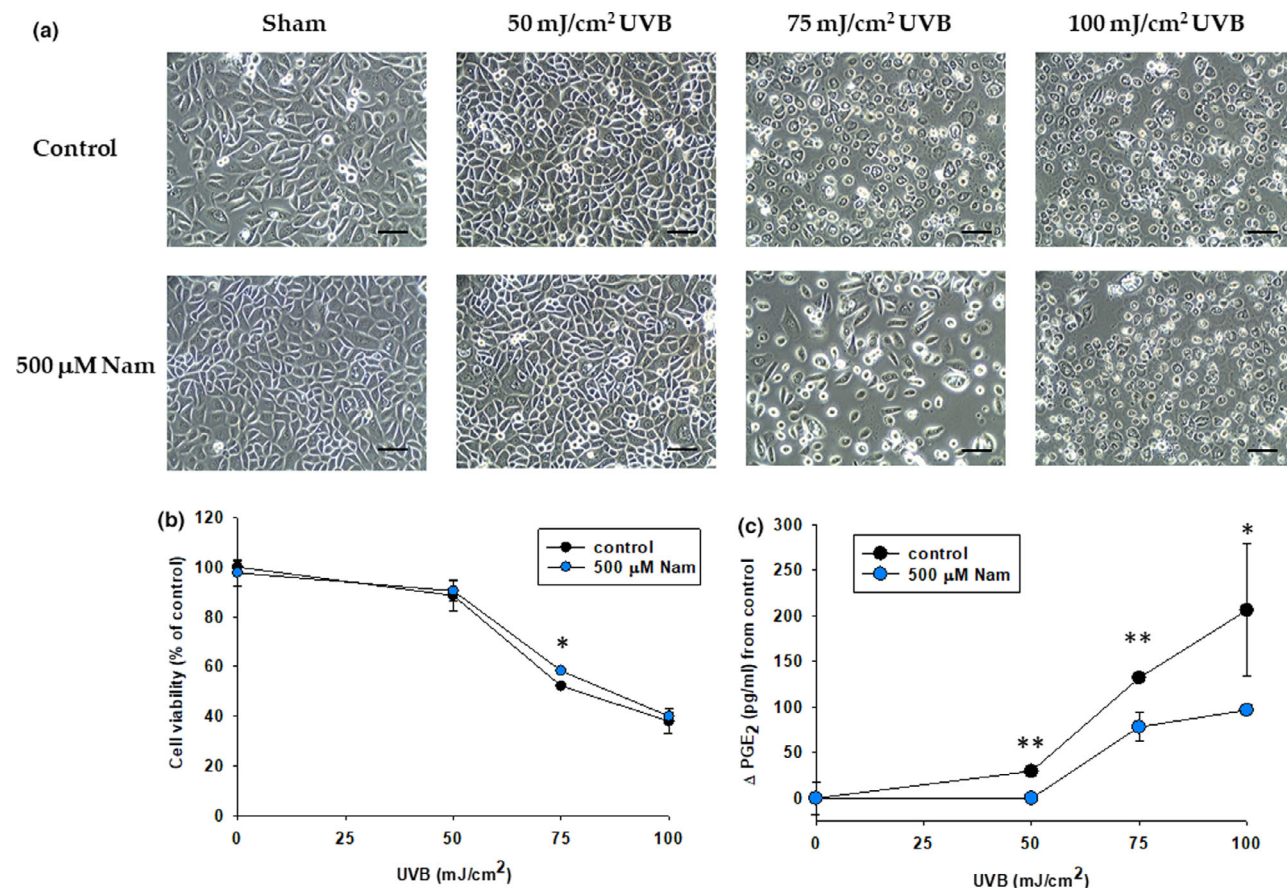 (a)
Sham
50 mJ/cm² UVB
75 mJ/cm² UVB
100 mJ/cm² UVB
Control
500 µM Nam
(b)
120
100
80
60
40
20
0
0
25
50
75
100
Cell viability (% of control)
UVB (mJ/cm²)
control
500 µM Nam
*
(c)
300
250
200
150
100
50
0
0
25
50
75
100
Δ PGE₂ (pg/ml) from control
UVB (mJ/cm²)
control
500 µM Nam
**
**
*